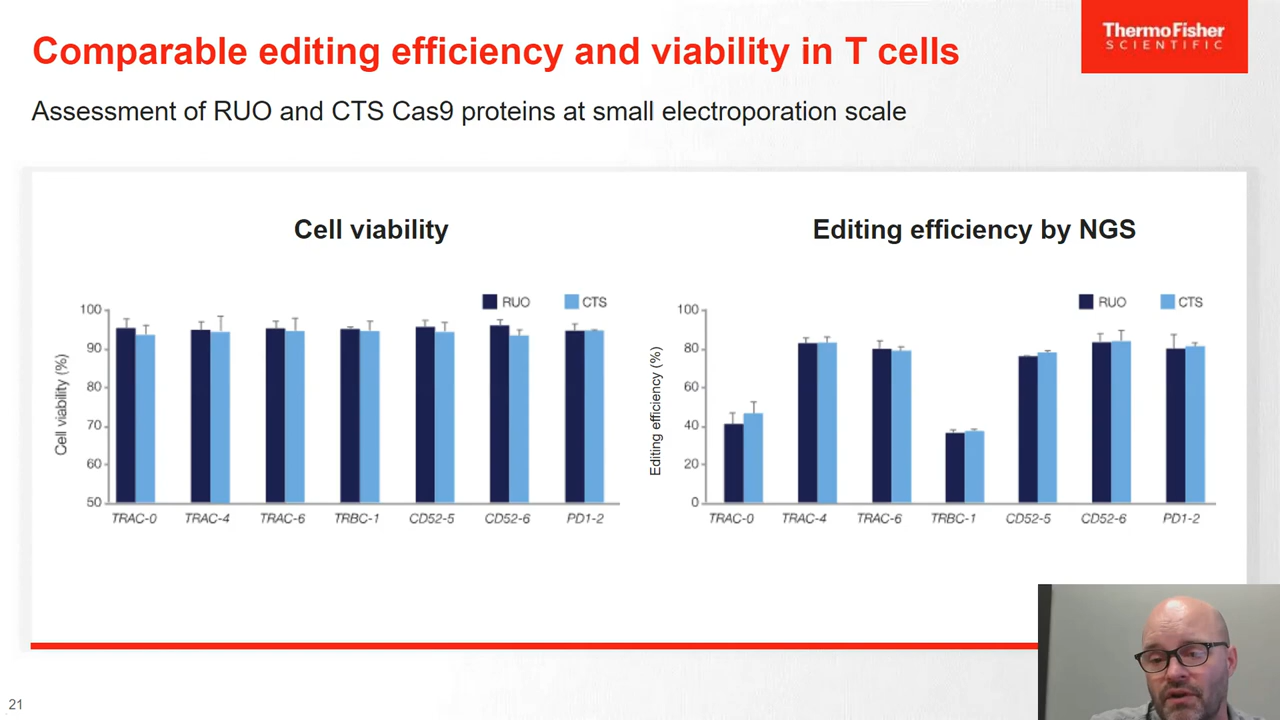 Comparable editing efficiency and viability in T cells
ThermoFisher
SCIENTIFIC
Assessment of RUO and CTS Cas9 proteins at small electroporation scale
Cell viability
RUO CTS
Cell viability (%)
100
90
80
70
60
50
TRAC-0 TRAC-4 TRAC-6 TRBC-1 CD52-5 CD52-6 PD1-2
Editing efficiency by NGS
RUO CTS
Editing efficiency (%)
100
80
60
40
20
0
TRAC-0 TRAC-4 TRAC-6 TRBC-1 CD52-5 CD52-6 PD1-2
21